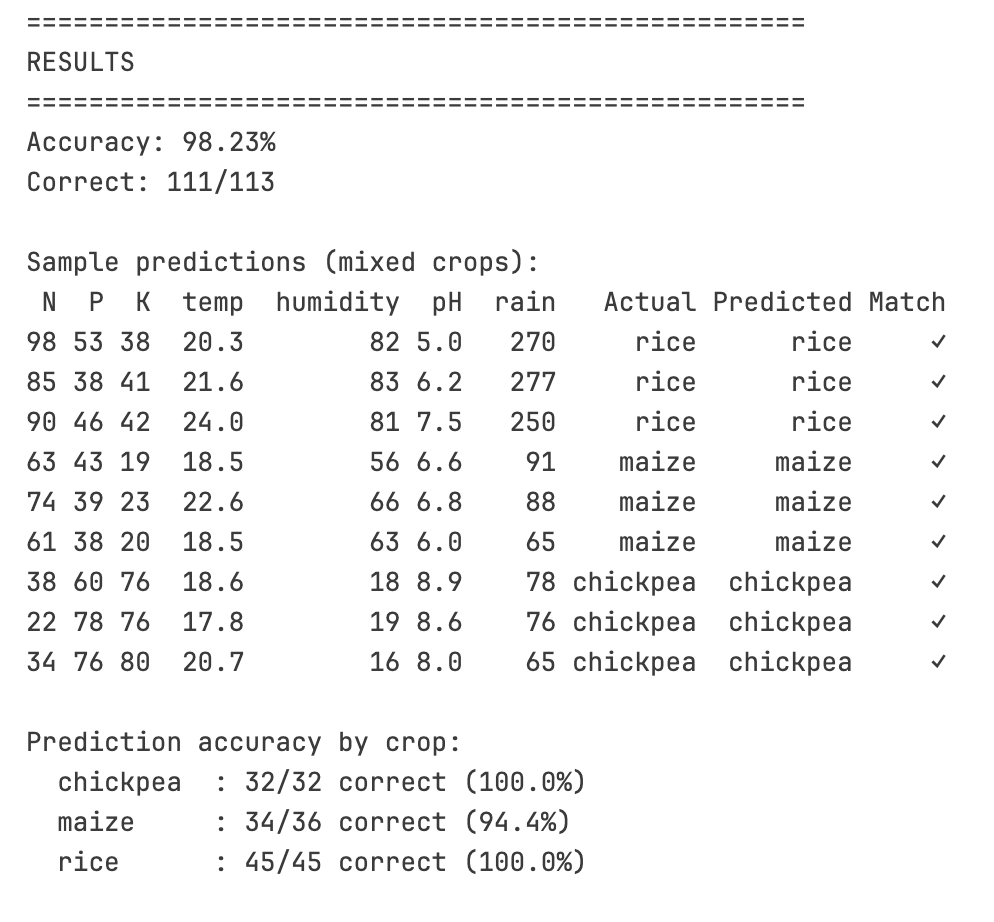 ==================================================
RESULTS
==================================================
Accuracy: 98.23%
Correct: 111/113

Sample predictions (mixed crops):
 N  P  K  temp  humidity  pH  rain   Actual Predicted Match
98 53 38  20.3        82 5.0   270     rice      rice     ✓
85 38 41  21.6        83 6.2   277     rice      rice     ✓
90 46 42  24.0        81 7.5   250     rice      rice     ✓
63 43 19  18.5        56 6.6    91    maize     maize     ✓
74 39 23  22.6        66 6.8    88    maize     maize     ✓
61 38 20  18.5        63 6.0    65    maize     maize     ✓
38 60 76  18.6        18 8.9    78 chickpea  chickpea     ✓
22 78 76  17.8        19 8.6    76 chickpea  chickpea     ✓
34 76 80  20.7        16 8.0    65 chickpea  chickpea     ✓

Prediction accuracy by crop:
  chickpea  : 32/32 correct (100.0%)
  maize     : 34/36 correct (94.4%)
  rice      : 45/45 correct (100.0%)